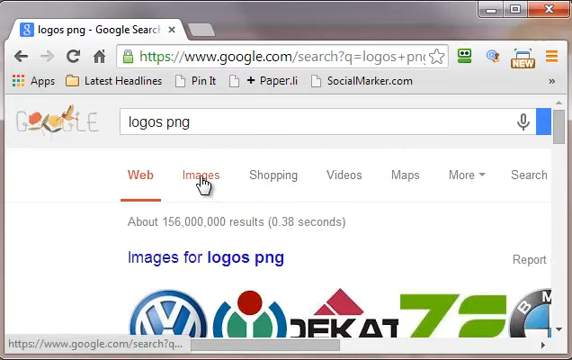 logos png - Google Search
https://www.google.com/search?q=logos+png
Apps Latest Headlines Pin It + Paper.li SocialMarker.com »
NEW
logos png
Web Images Shopping Videos Maps More Search
About 156,000,000 results (0.38 seconds)
Images for logos png Report
DEKAT
https://www.google.com/search?q...